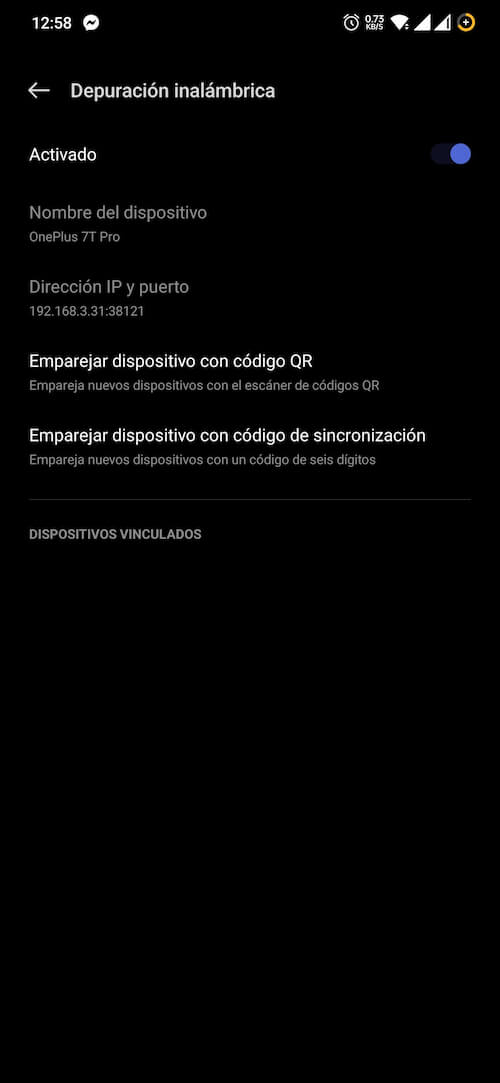 12:58 0.73 KB/S
Depuración inalámbrica
Activado
Nombre del dispositivo
OnePlus 7T Pro
Dirección IP y puerto
192.168.3.31:38121
Emparejar dispositivo con código QR
Empareja nuevos dispositivos con el escáner de códigos QR
Emparejar dispositivo con código de sincronización
Empareja nuevos dispositivos con un código de seis dígitos
DISPOSITIVOS VINCULADOS